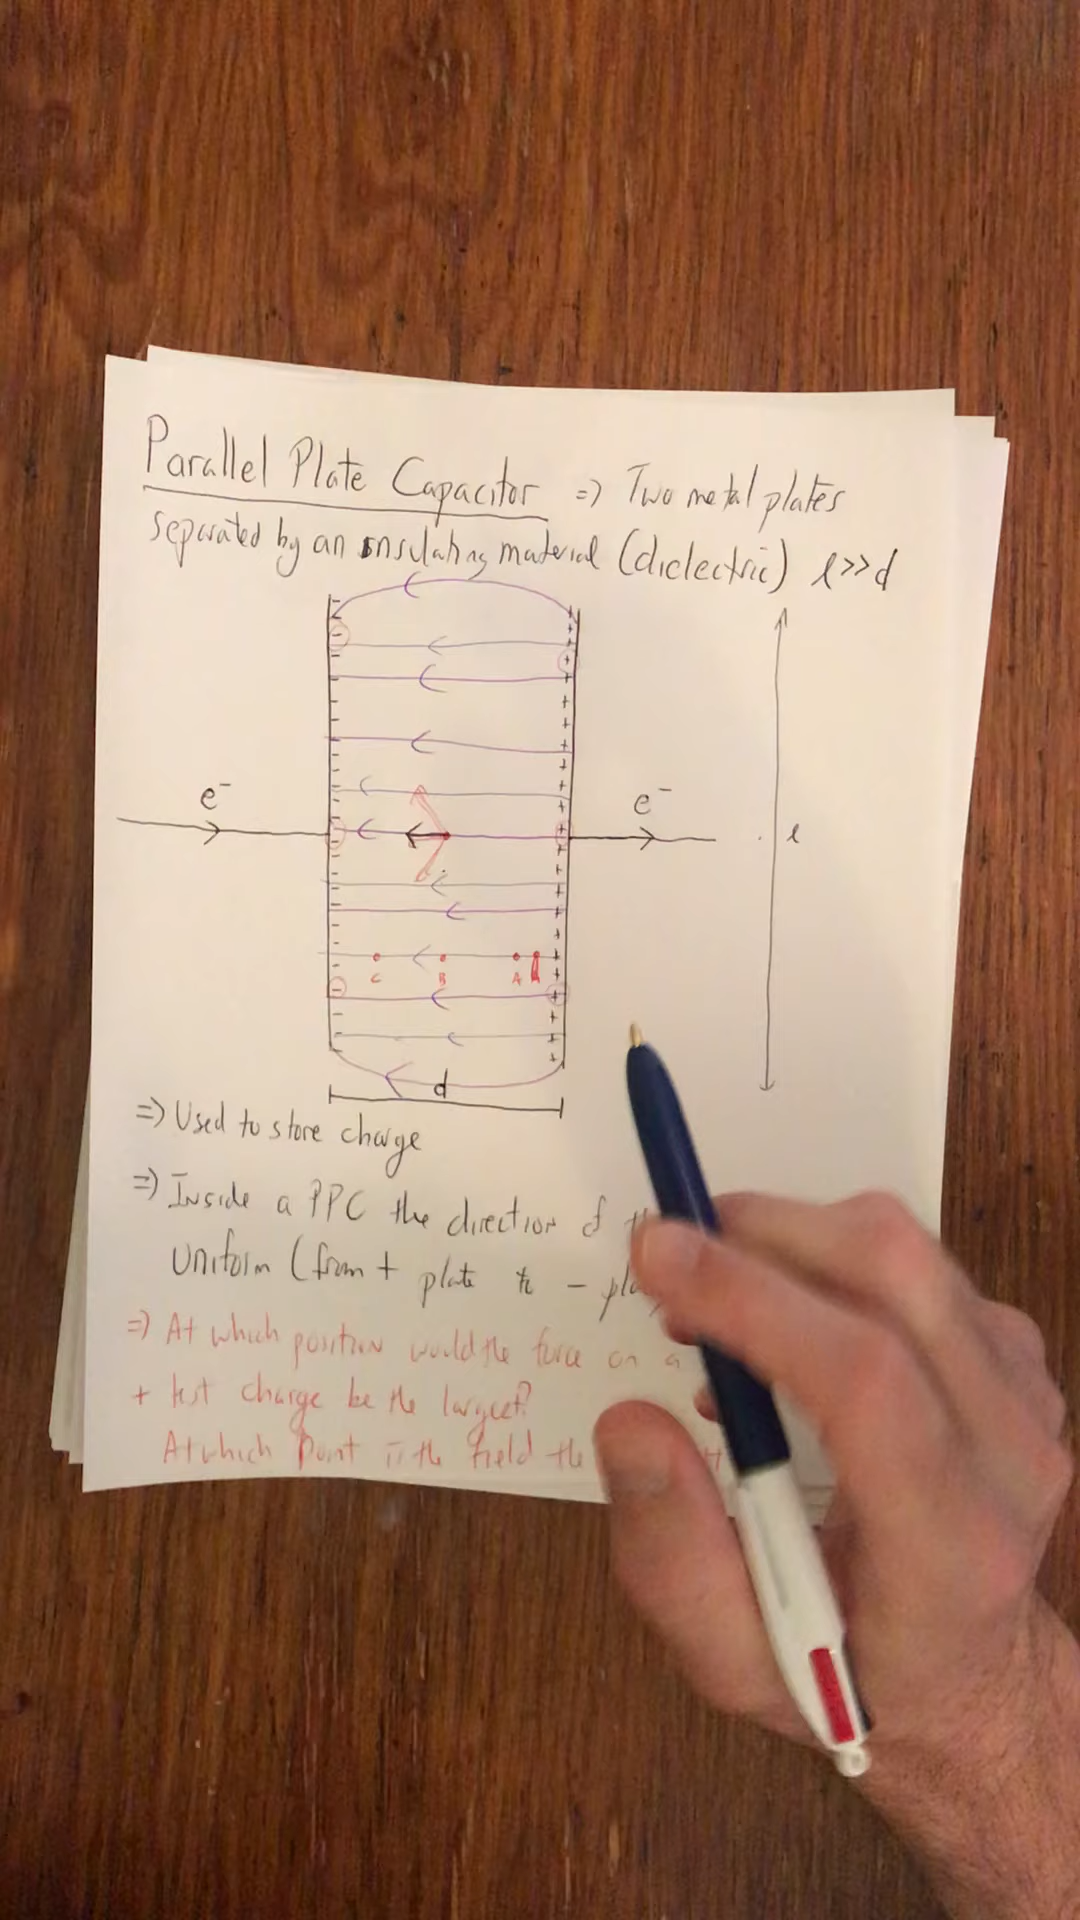 Parallel Plate Capacitor => Two metal plates
separated by an insulating material (dielectric) l>>d
e⁻
e⁻
l
C B A
d
=> Used to store charge
=> Inside a PPC the direction of
uniform (from + plate to - pla
=> At which position would the force on a
+ test charge be the largest?
At which point is the field the